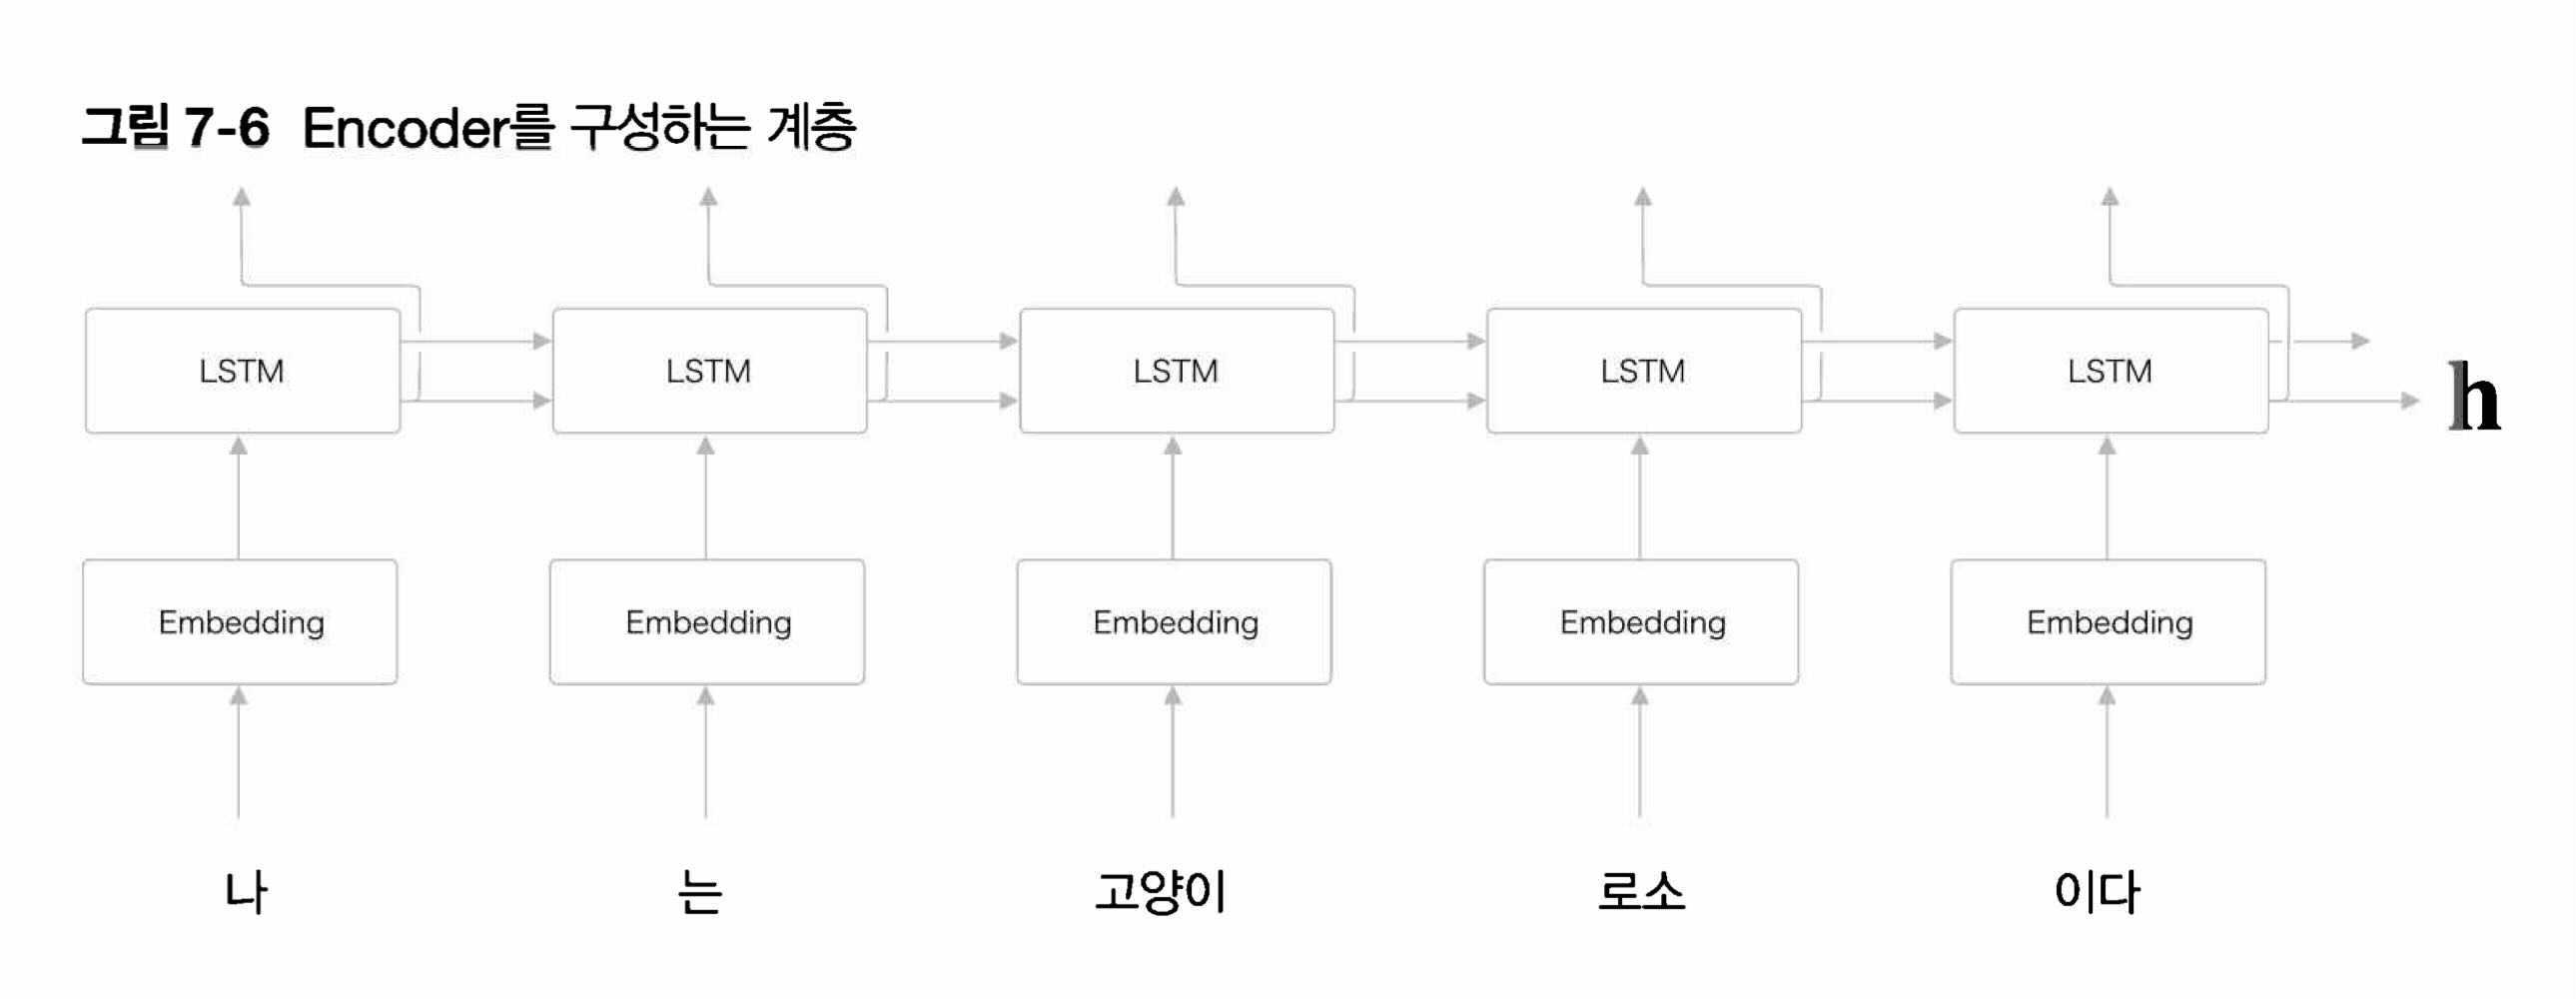 그림 7-6 Encoder를 구성하는 계층
LSTM LSTM LSTM LSTM LSTM
h
Embedding Embedding Embedding Embedding Embedding
나 는 고양이 로소 이다